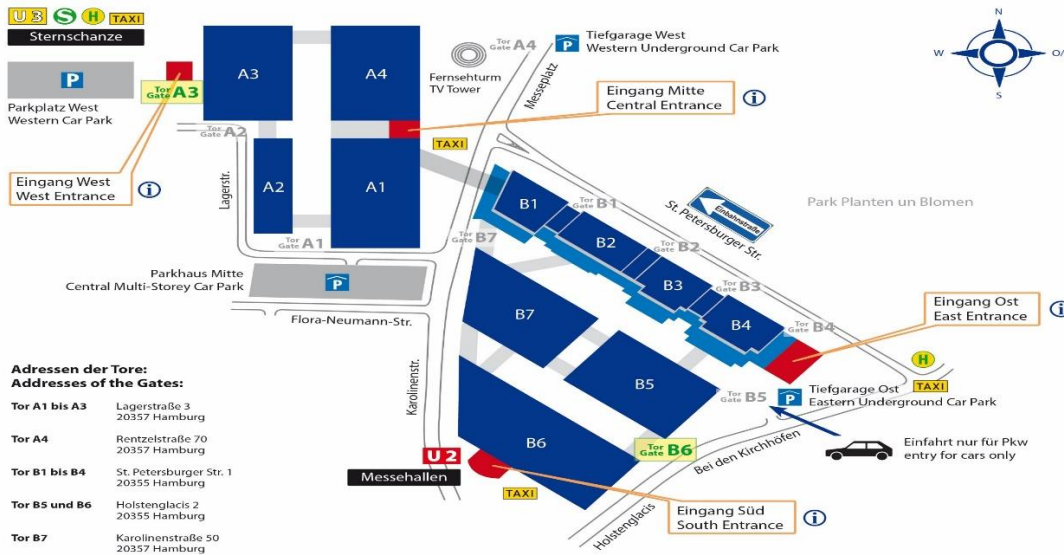 U3 S H TAXI
Sternschanze
P
Parkplatz West
Western Car Park
Tor
Gate A3
A3
A4
Tor
Gate A4
Fernsehturm
TV Tower
P
Tiefgarage West
Western Underground Car Park
Messeplatz
N
W
O/
S
Eingang Mitte
Central Entrance
i
Tor
Gate A2
TAXI
Eingang West
West Entrance
i
Lagerstr.
A2
A1
Tor
Gate A1
B1
Tor
Gate B1
Einbahnstraße
St. Petersburger Str.
Park Planten un Blomen
Tor
Gate B7
B2
Tor
Gate B2
Parkhaus Mitte
Central Multi-Storey Car Park
P
B3
Tor
Gate B3
Flora-Neumann-Str.
B7
B4
Tor
Gate B4
Eingang Ost
East Entrance
i
H
TAXI
Karolinenstr.
B5
Tor
Gate B5
P
Tiefgarage Ost
Eastern Underground Car Park
B6
Tor
Gate B6
Bei den Kirchhöfen
Einfahrt nur für Pkw
entry for cars only
U2
Messehallen
TAXI
Holstenglacis
Eingang Süd
South Entrance
i
Adressen der Tore:
Addresses of the Gates:
Tor A1 bis A3 Lagerstraße 3
20357 Hamburg
Tor A4 Rentzelstraße 70
20357 Hamburg
Tor B1 bis B4 St. Petersburger Str. 1
20355 Hamburg
Tor B5 und B6 Holstenglacis 2
20355 Hamburg
Tor B7 Karolinenstraße 50
20357 Hamburg